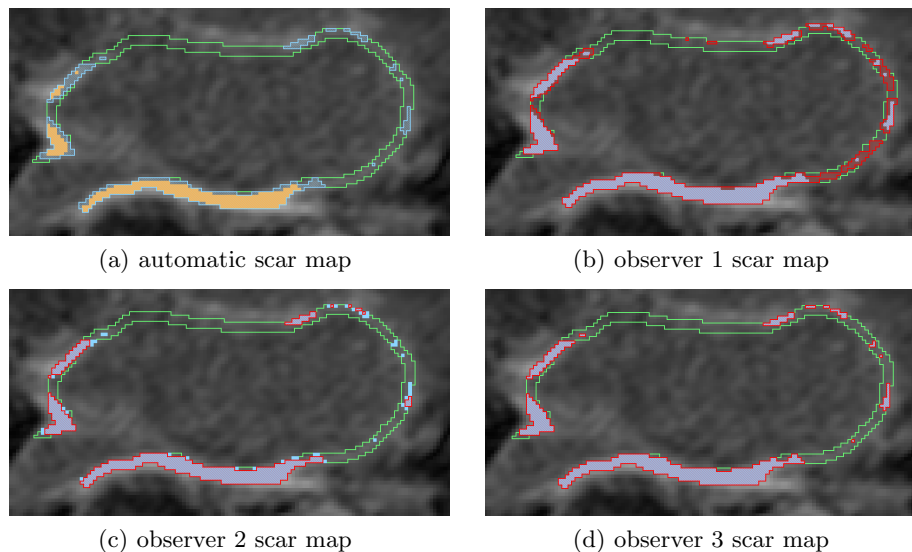 (a) automatic scar map
(b) observer 1 scar map
(c) observer 2 scar map
(d) observer 3 scar map